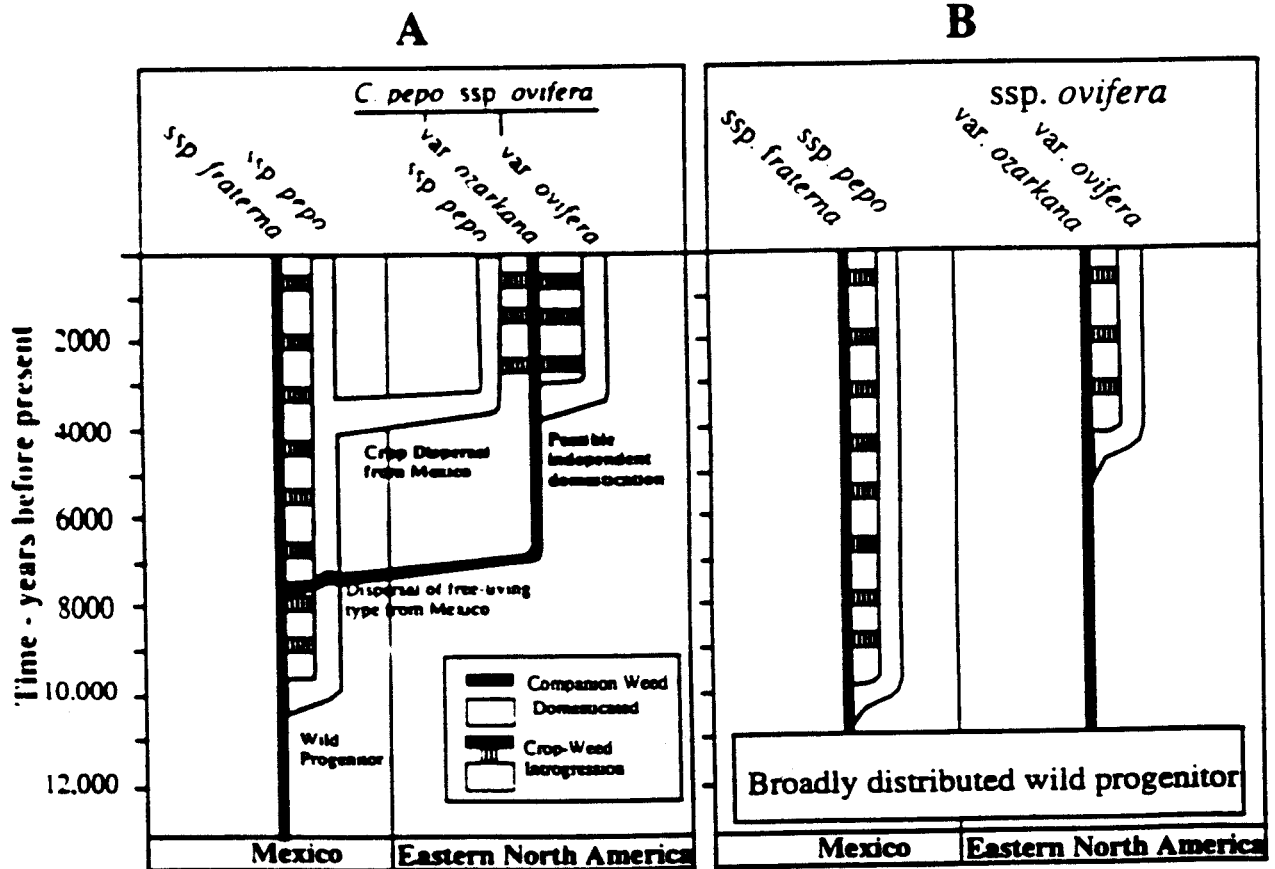 A
C. pepo ssp ovifera
ssp fraterna
ssp pepo
ssp pepo
var ozarkana
var ovifera
Time - years before present
2000
4000
6000
8000
10.000
12.000
Crop Dispersal
from Mexico
Possible
Independent
domestication
Dispersal of free-living
type from Mexico
Wild
Progenitor
Companion Weed
Domesticated
Crop-Weed
Introgression
Mexico
Eastern North America
B
ssp. ovifera
ssp. fraterna
ssp. pepo
var. ozarkana
var. ovifera
Broadly distributed wild progenitor
Mexico
Eastern North America